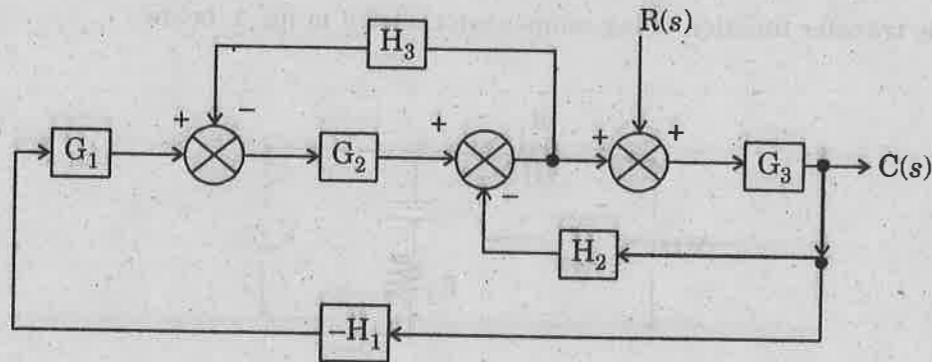 H₃
R(s)
+
−
+
+
+
G₁
G₂
G₃
C(s)
−
H₂
−H₁